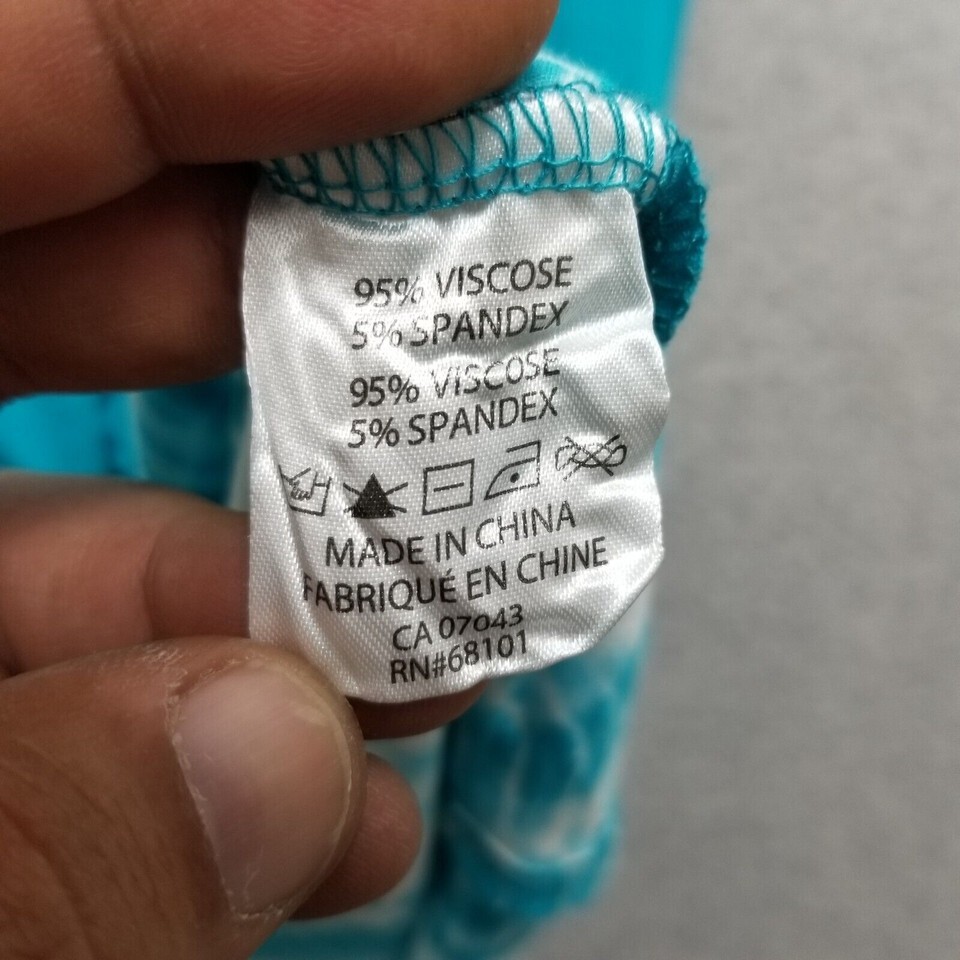 95% VISCOSE
5% SPANDEX
95% VISCOSE
5% SPANDEX
MADE IN CHINA
FABRIQUÉ EN CHINE
CA 07043
RN#68101